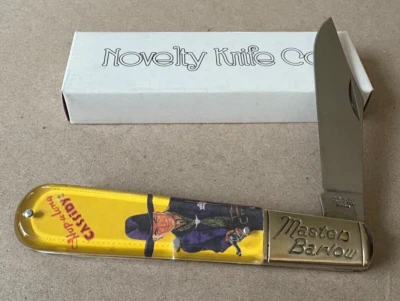 Novelty Knife Co
Hopalong
CASSIDY:
Master
Barlow